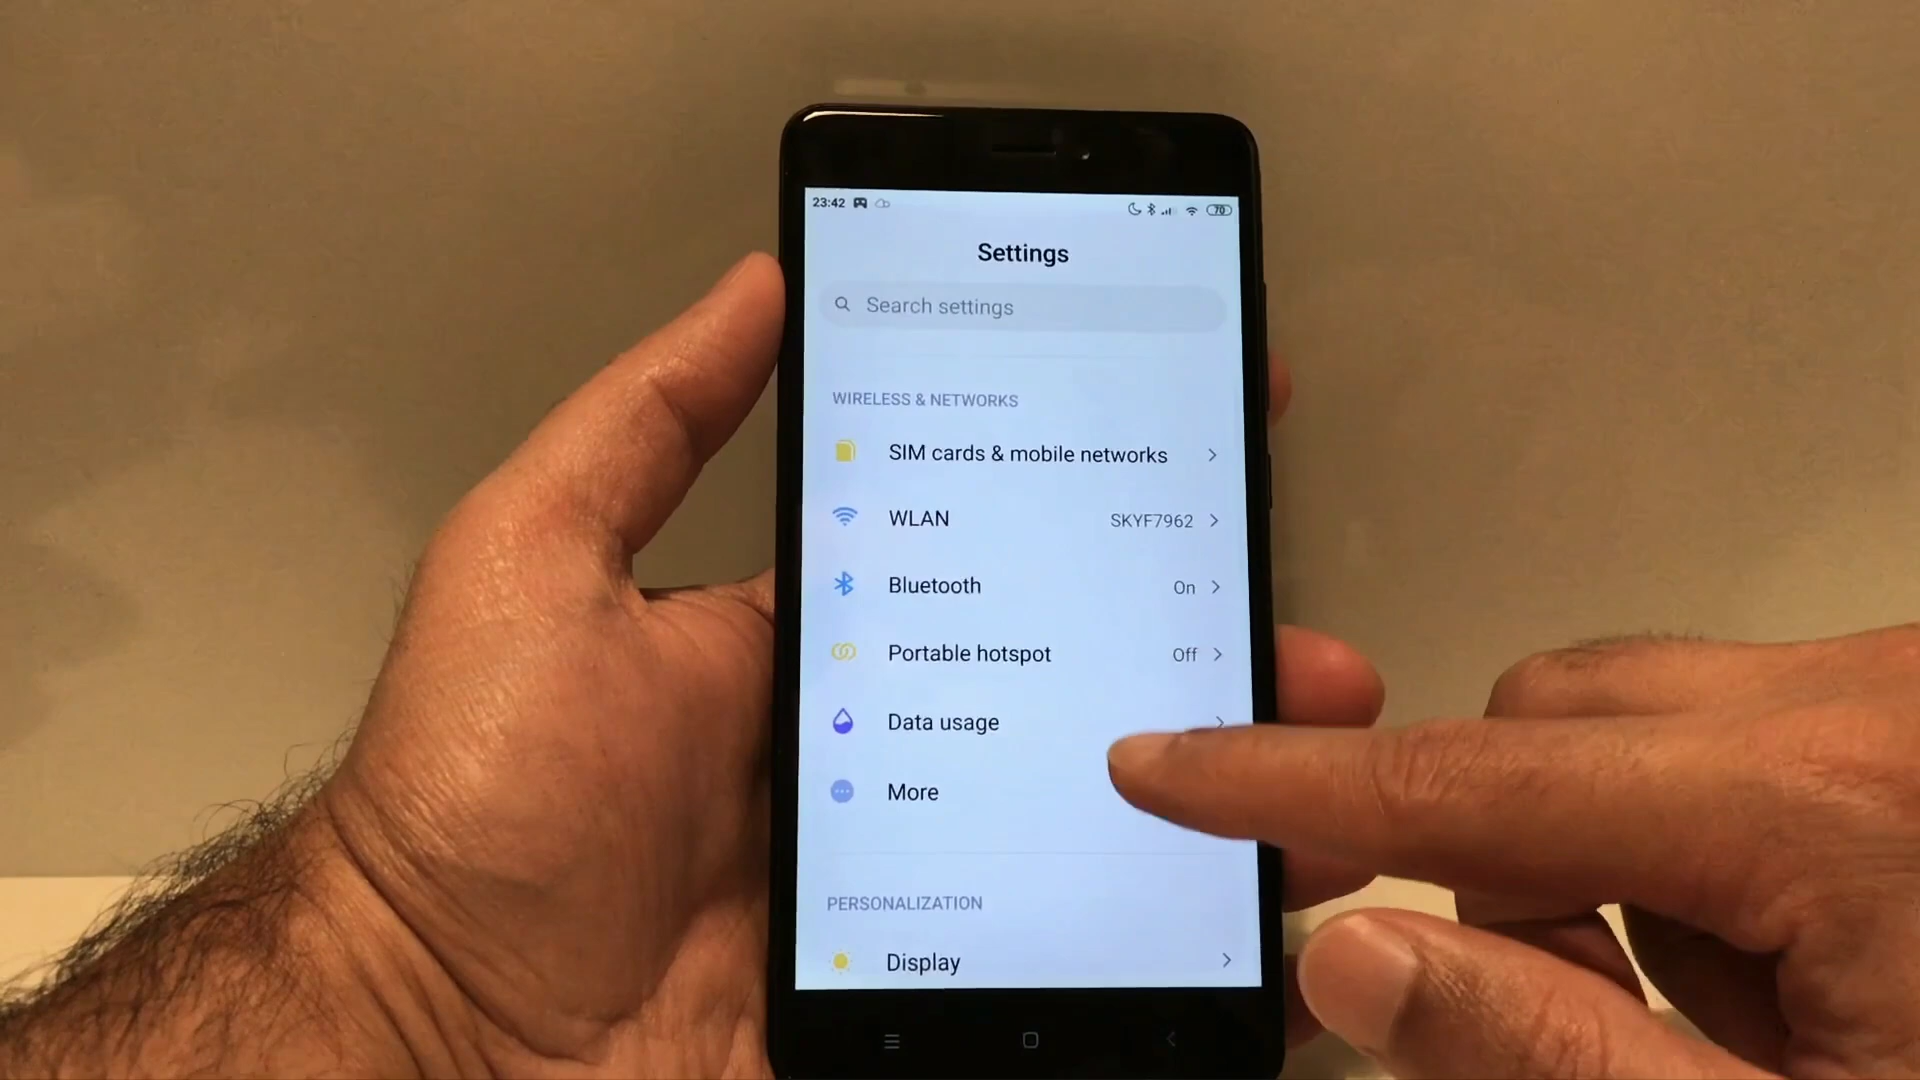 23:42 70
Settings
Search settings
WIRELESS & NETWORKS
SIM cards & mobile networks
WLAN SKYF7962
Bluetooth On
Portable hotspot Off
Data usage
More
PERSONALIZATION
Display